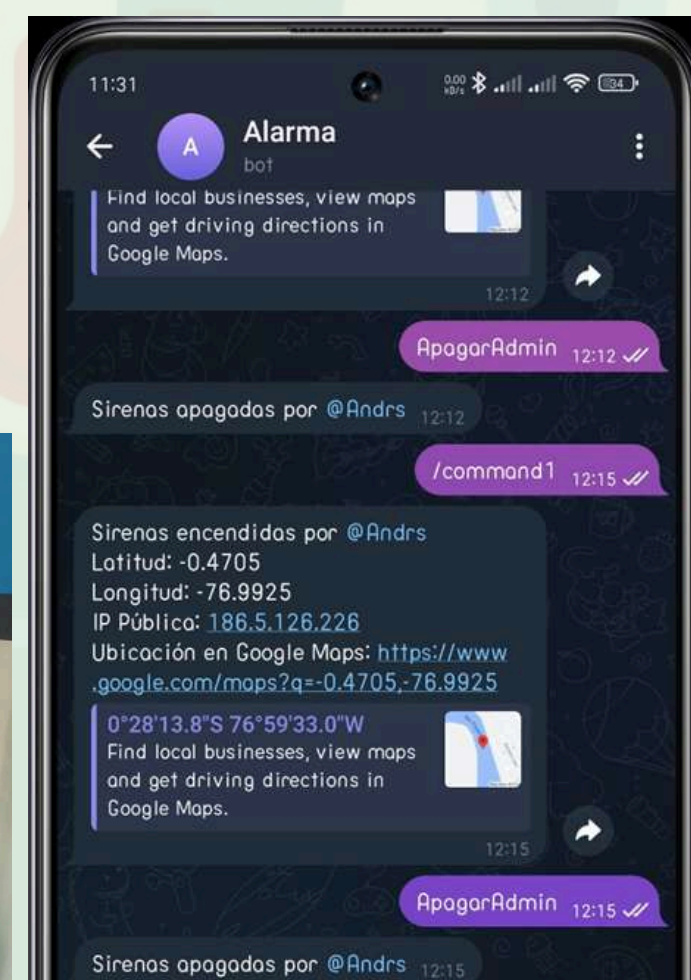 11:31
0.00
kB/s
34
A
Alarma
bot
Find local businesses, view maps
and get driving directions in
Google Maps.
12:12
ApagarAdmin 12:12
Sirenas apagadas por @Andrs 12:12
/command1 12:15
Sirenas encendidas por @Andrs
Latitud: -0.4705
Longitud: -76.9925
IP Pública: 186.5.126.226
Ubicación en Google Maps: https://www
.google.com/maps?q=-0.4705,-76.9925
0°28'13.8"S 76°59'33.0"W
Find local businesses, view maps
and get driving directions in
Google Maps.
12:15
ApagarAdmin 12:15
Sirenas apagadas por @Andrs 12:15